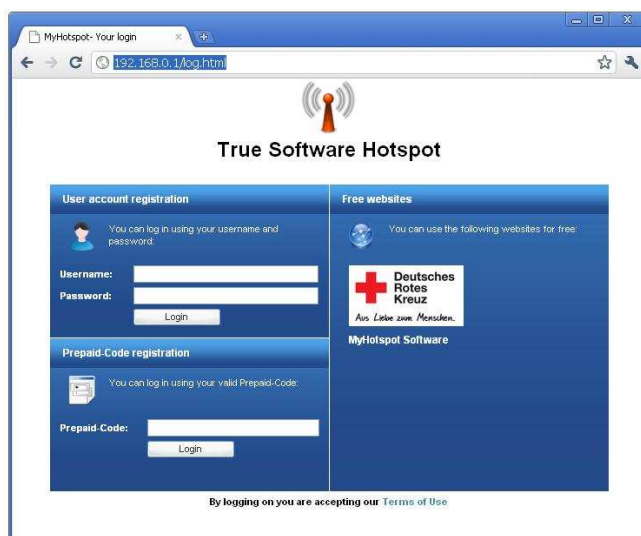 MyHotspot- Your login
192.168.0.1/log.html
True Software Hotspot
User account registration
You can log in using your username and
password:
Username:
Password:
Login
Prepaid-Code registration
You can log in using your valid Prepaid-Code:
Prepaid-Code:
Login
Free websites
You can use the following websites for free:
Deutsches
Rotes
Kreuz
Aus Liebe zum Menschen.
MyHotspot Software
By logging on you are accepting our Terms of Use